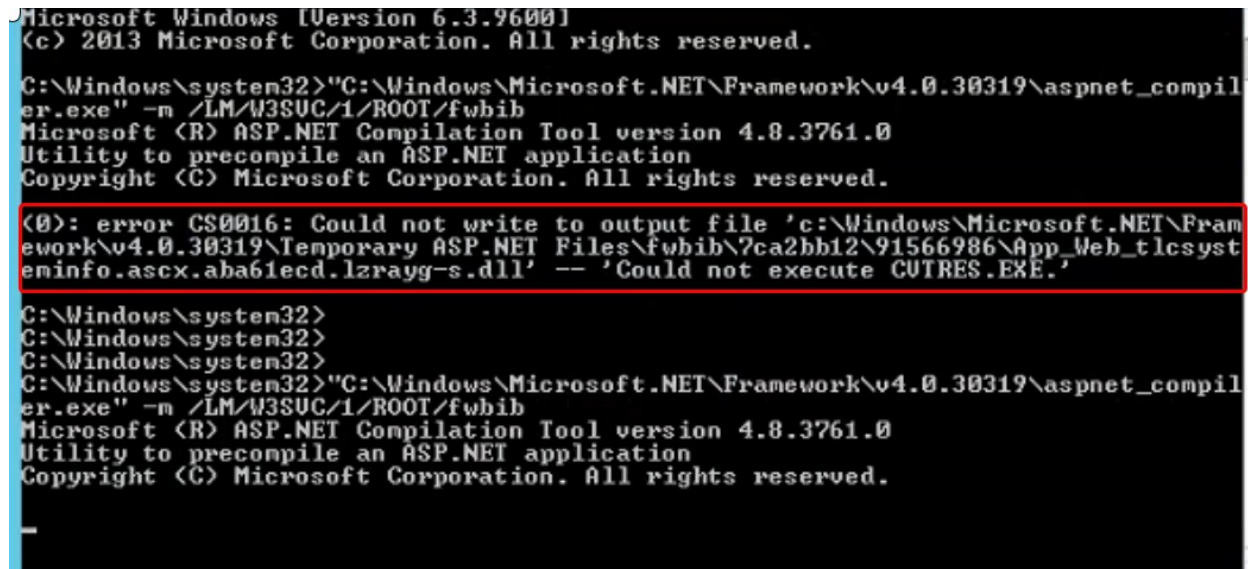 Microsoft Windows [Version 6.3.9600]
(c) 2013 Microsoft Corporation. All rights reserved.
C:\Windows\system32>"C:\Windows\Microsoft.NET\Framework\v4.0.30319\aspnet_compil
er.exe" -m /LM/W3SVC/1/ROOT/fwbib
Microsoft (R) ASP.NET Compilation Tool version 4.8.3761.0
Utility to precompile an ASP.NET application
Copyright (C) Microsoft Corporation. All rights reserved.
(0): error CS0016: Could not write to output file 'c:\Windows\Microsoft.NET\Fram
ework\v4.0.30319\Temporary ASP.NET Files\fwbib\7ca2bb12\91566986\App_Web_tlcsyst
eminfo.ascx.aba61ecd.lzrayg-s.dll' -- 'Could not execute CVTRES.EXE.'
C:\Windows\system32>
C:\Windows\system32>
C:\Windows\system32>
C:\Windows\system32>"C:\Windows\Microsoft.NET\Framework\v4.0.30319\aspnet_compil
er.exe" -m /LM/W3SVC/1/ROOT/fwbib
Microsoft (R) ASP.NET Compilation Tool version 4.8.3761.0
Utility to precompile an ASP.NET application
Copyright (C) Microsoft Corporation. All rights reserved.